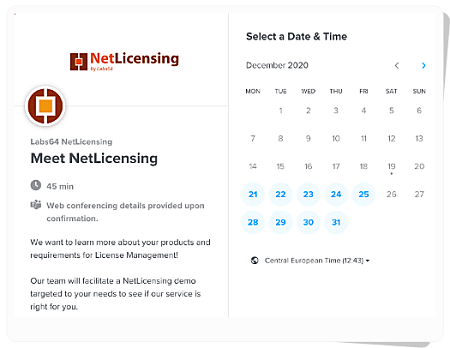 NetLicensing
by Labs64
Labs64 NetLicensing
Meet NetLicensing
45 min
Web conferencing details provided upon
confirmation.
We want to learn more about your products and
requirements for License Management!
Our team will facilitate a NetLicensing demo
targeted to your needs to see if our service is
right for you.
Select a Date & Time
December 2020
MON TUE WED THU FRI SAT SUN
1 2 3 4 5 6
7 8 9 10 11 12 13
14 15 16 17 18 19 20
21 22 23 24 25 26 27
28 29 30 31
Central European Time (12:43)